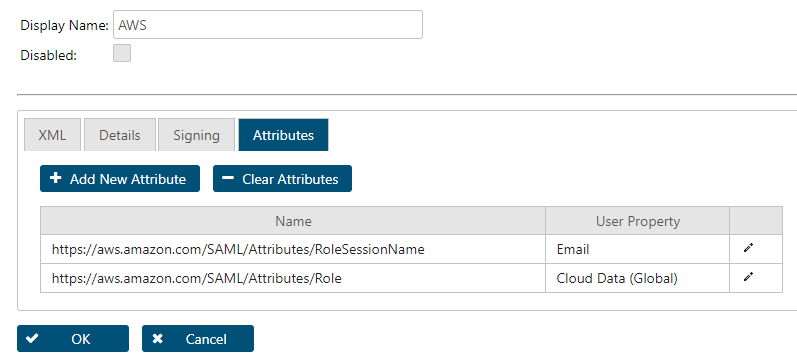 Display Name: AWS
Disabled:
XML Details Signing Attributes
Add New Attribute Clear Attributes
Name User Property
https://aws.amazon.com/SAML/Attributes/RoleSessionName Email
https://aws.amazon.com/SAML/Attributes/Role Cloud Data (Global)
OK Cancel